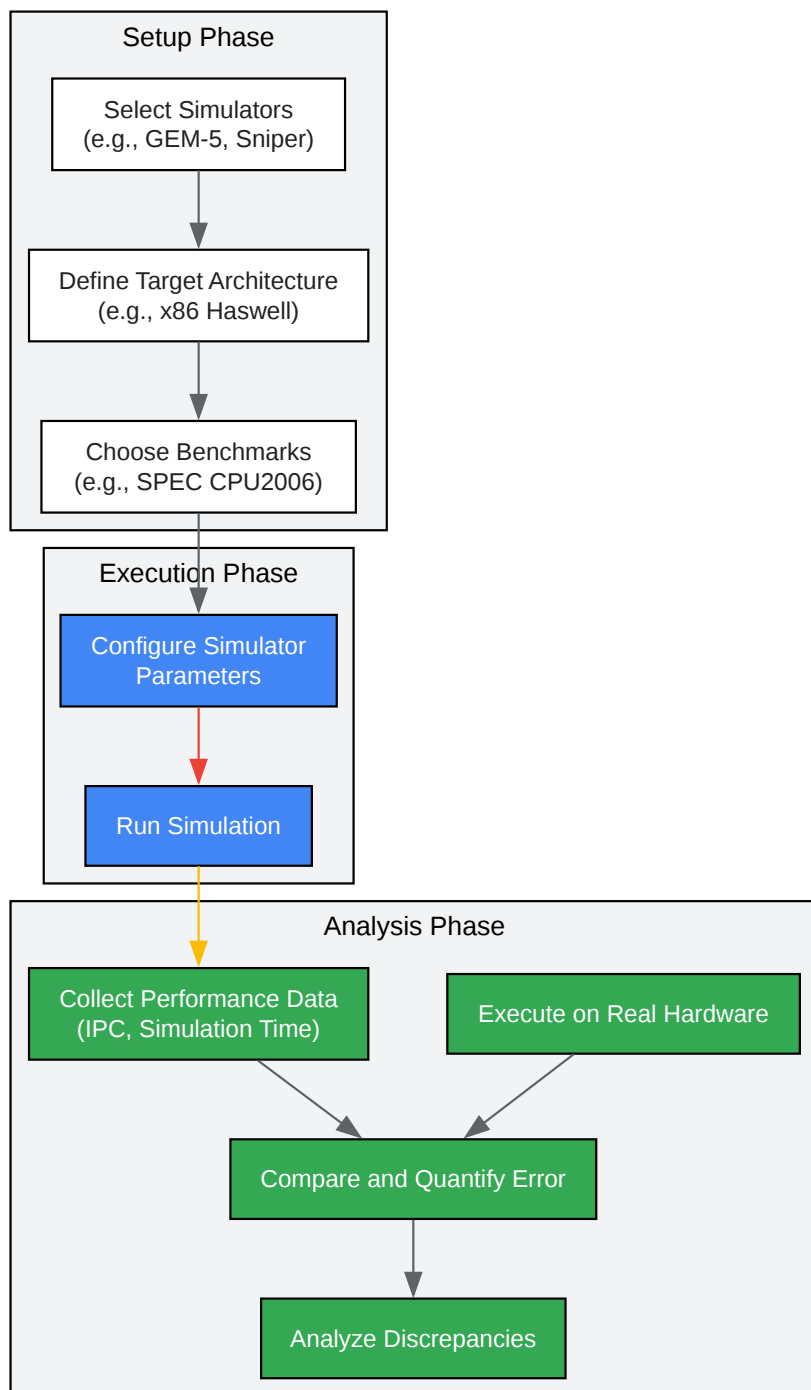 Setup Phase
Select Simulators
(e.g., GEM-5, Sniper)
Define Target Architecture
(e.g., x86 Haswell)
Choose Benchmarks
(e.g., SPEC CPU2006)
Execution Phase
Configure Simulator
Parameters
Run Simulation
Analysis Phase
Collect Performance Data
(IPC, Simulation Time)
Execute on Real Hardware
Compare and Quantify Error
Analyze Discrepancies